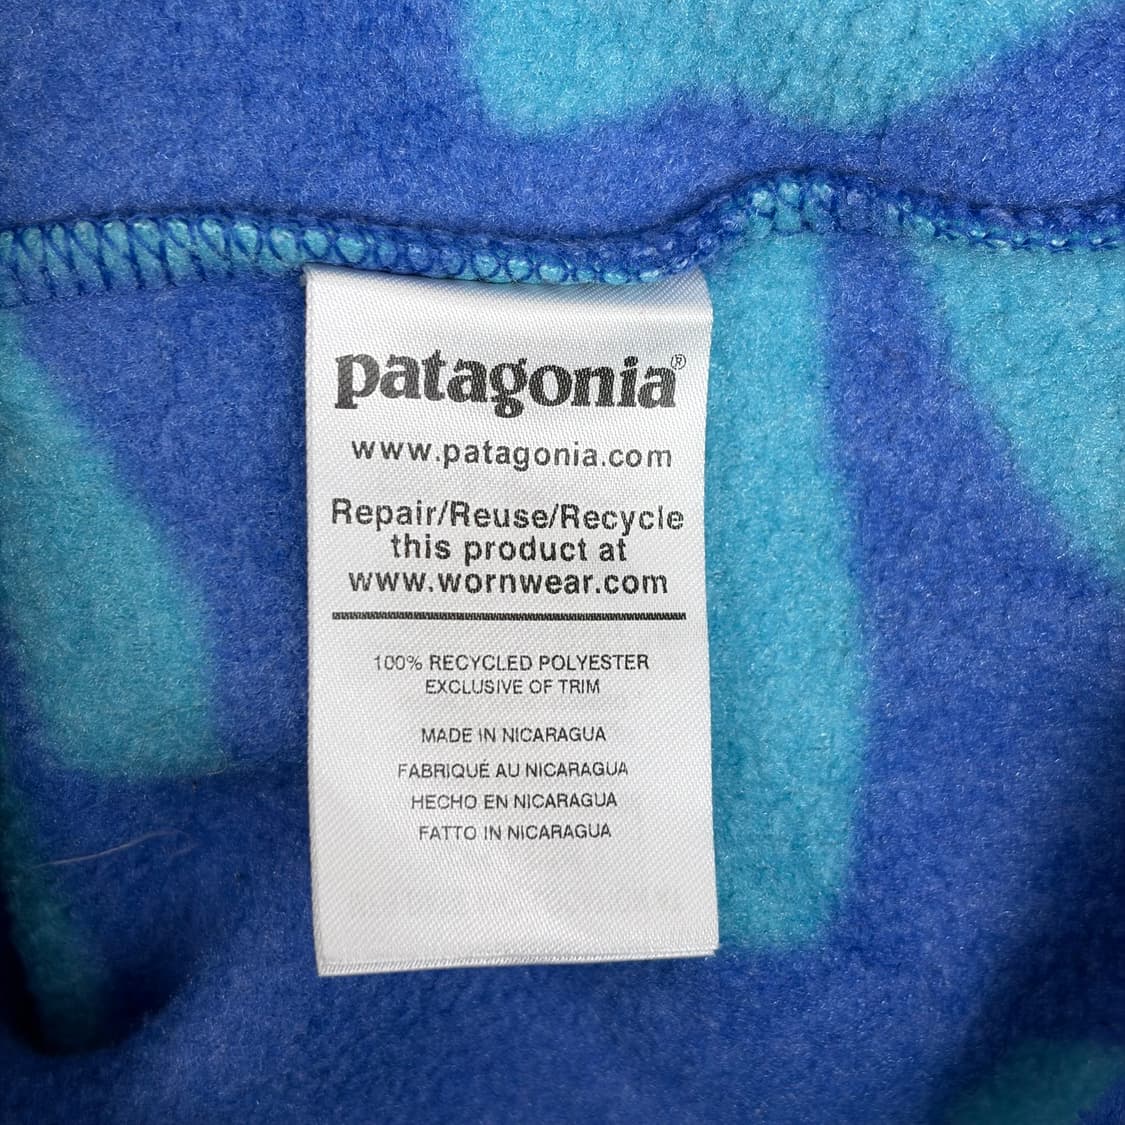 patagonia®
www.patagonia.com
Repair/Reuse/Recycle
this product at
www.wornwear.com
100% RECYCLED POLYESTER
EXCLUSIVE OF TRIM
MADE IN NICARAGUA
FABRIQUÉ AU NICARAGUA
HECHO EN NICARAGUA
FATTO IN NICARAGUA